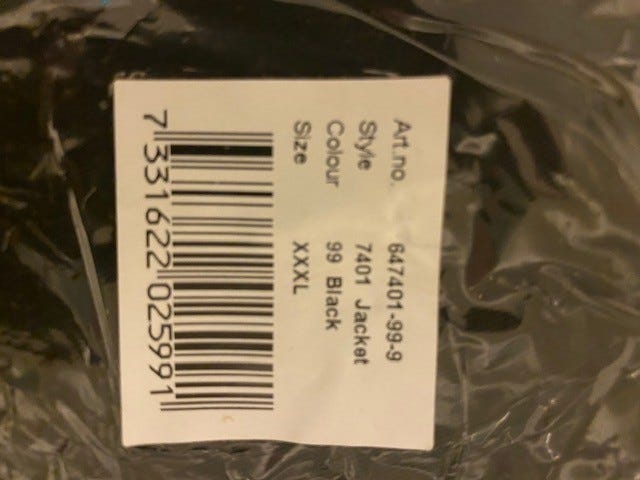 Art.no. 647401-99-9
Style 7401 Jacket
Colour 99 Black
Size XXXL
7 331622 025991